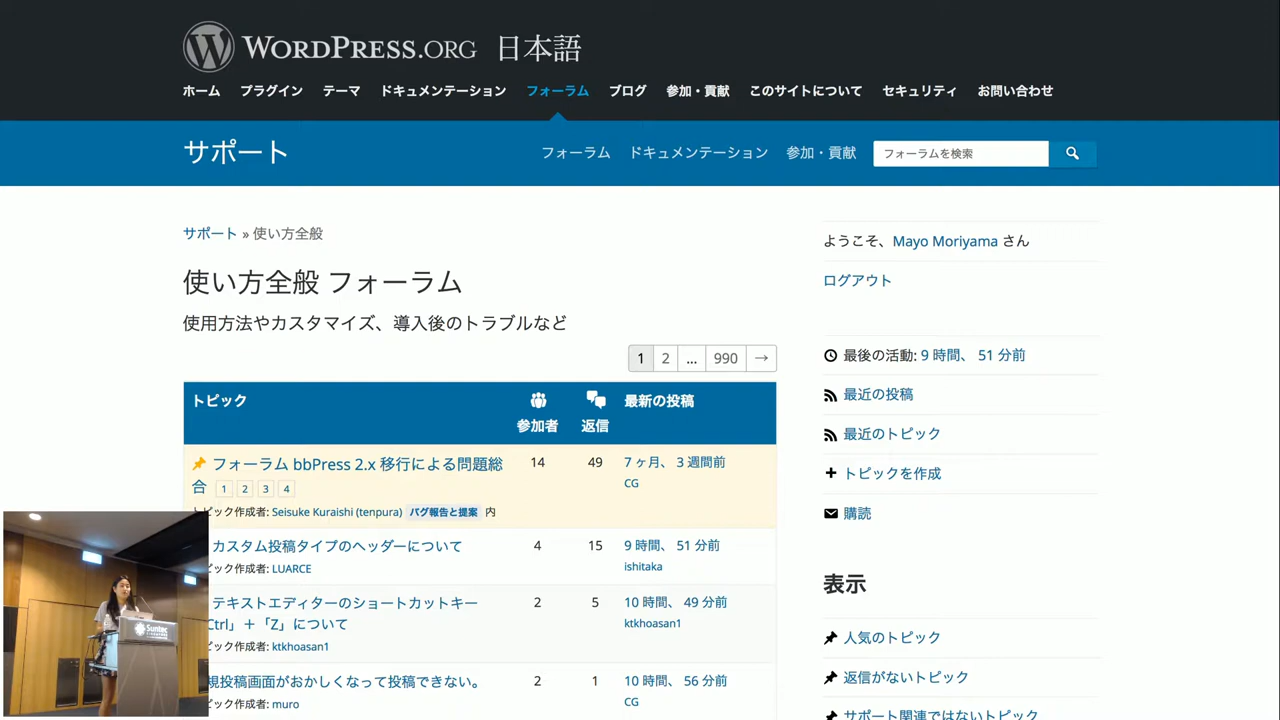 WORDPRESS.ORG 日本語
ホーム プラグイン テーマ ドキュメンテーション フォーラム ブログ 参加・貢献 このサイトについて セキュリティ お問い合わせ
サポート フォーラム ドキュメンテーション 参加・貢献 フォーラムを検索
サポート » 使い方全般
使い方全般 フォーラム
使用方法やカスタマイズ、導入後のトラブルなど
1 2 ... 990 →
トピック 参加者 返信 最新の投稿
フォーラム bbPress 2.x 移行による問題総
合 1 2 3 4
14 49 7 ヶ月、 3 週間前
CG
トピック作成者: Seisuke Kuraishi (tenpura) バグ報告と提案 内
カスタム投稿タイプのヘッダーについて 4 15 9 時間、 51 分前
ピック作成者: LUARCE ishitaka
テキストエディターのショートカットキー 2 5 10 時間、 49 分前
Ctrl」＋「Z」について ktkhoasan1
ピック作成者: ktkhoasan1
規投稿画面がおかしくなって投稿できない。 2 1 10 時間、 56 分前
ピック作成者: muro CG
ようこそ、Mayo Moriyama さん
ログアウト
最後の活動: 9 時間、 51 分前
最近の投稿
最近のトピック
+ トピックを作成
購読
表示
人気のトピック
返信がないトピック
サポート関連ではないトピック
Suntec